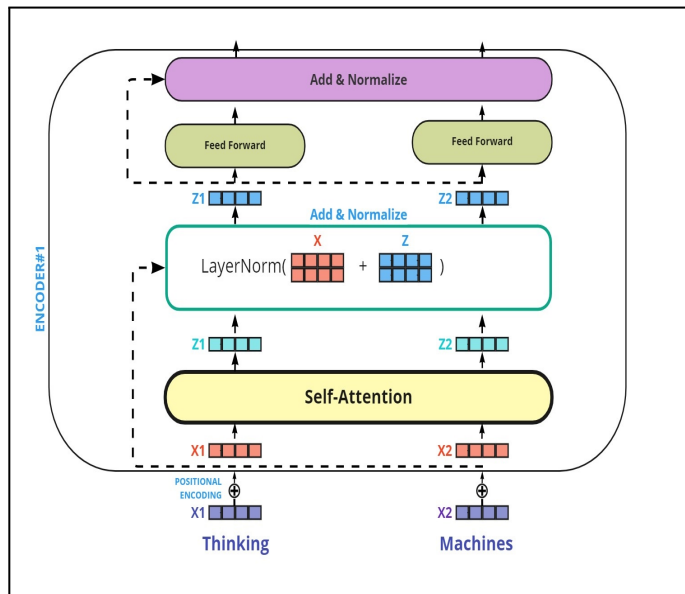 Add & Normalize
Feed Forward
Feed Forward
Z1
Z2
Add & Normalize
X
Z
LayerNorm(
+
)
ENCODER#1
Z1
Z2
Self-Attention
X1
X2
POSITIONAL
ENCODING
X1
X2
Thinking
Machines